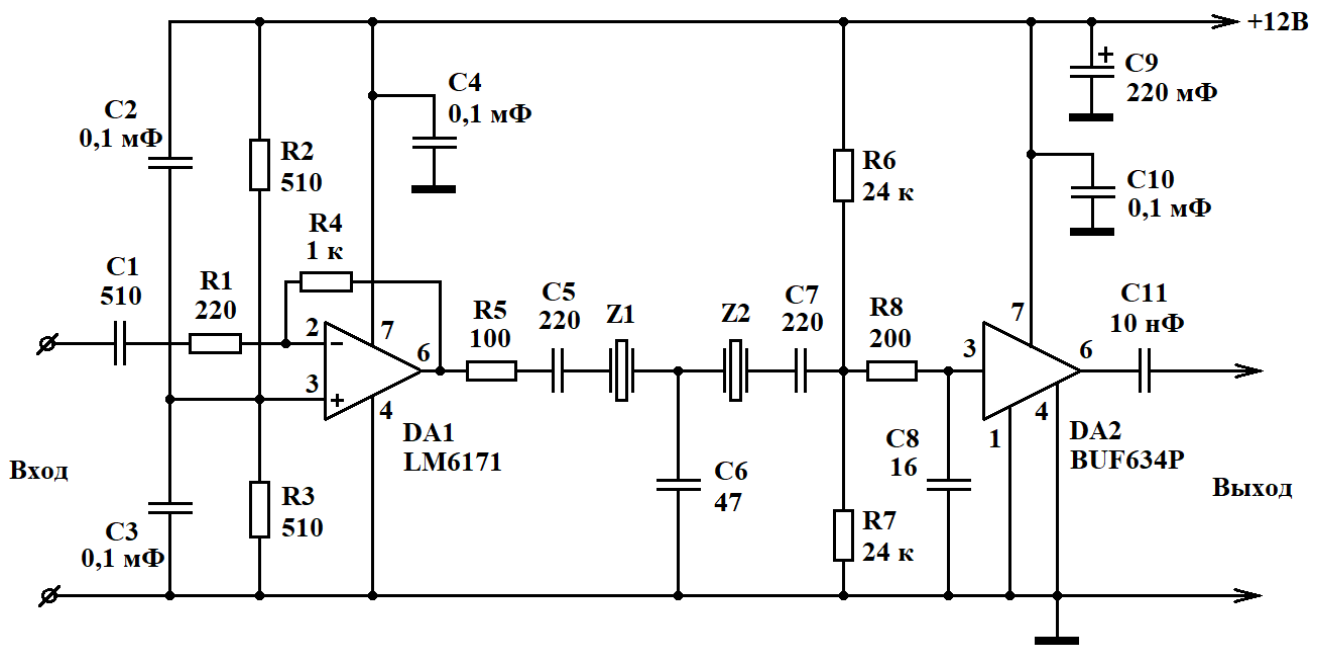 +12В
C2
0,1 мФ
R2
510
C4
0,1 мФ
R6
24 к
C9
+
220 мФ
C10
0,1 мФ
R4
1 к
C1
510
R1
220
2
−
3
+
7
6
4
DA1
LM6171
R5
100
C5
220
Z1
Z2
C7
220
R8
200
3
7
6
1
4
DA2
BUF634P
C11
10 нФ
Вход
C3
0,1 мФ
R3
510
C6
47
R7
24 к
C8
16
Выход